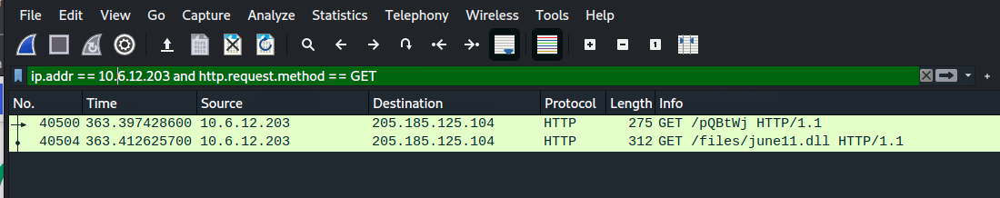 File Edit View Go Capture Analyze Statistics Telephony Wireless Tools Help
1
ip.addr == 10.6.12.203 and http.request.method == GET
No. Time Source Destination Protocol Length Info
40500 363.397428600 10.6.12.203 205.185.125.104 HTTP 275 GET /pQBtWj HTTP/1.1
40504 363.412625700 10.6.12.203 205.185.125.104 HTTP 312 GET /files/june11.dll HTTP/1.1